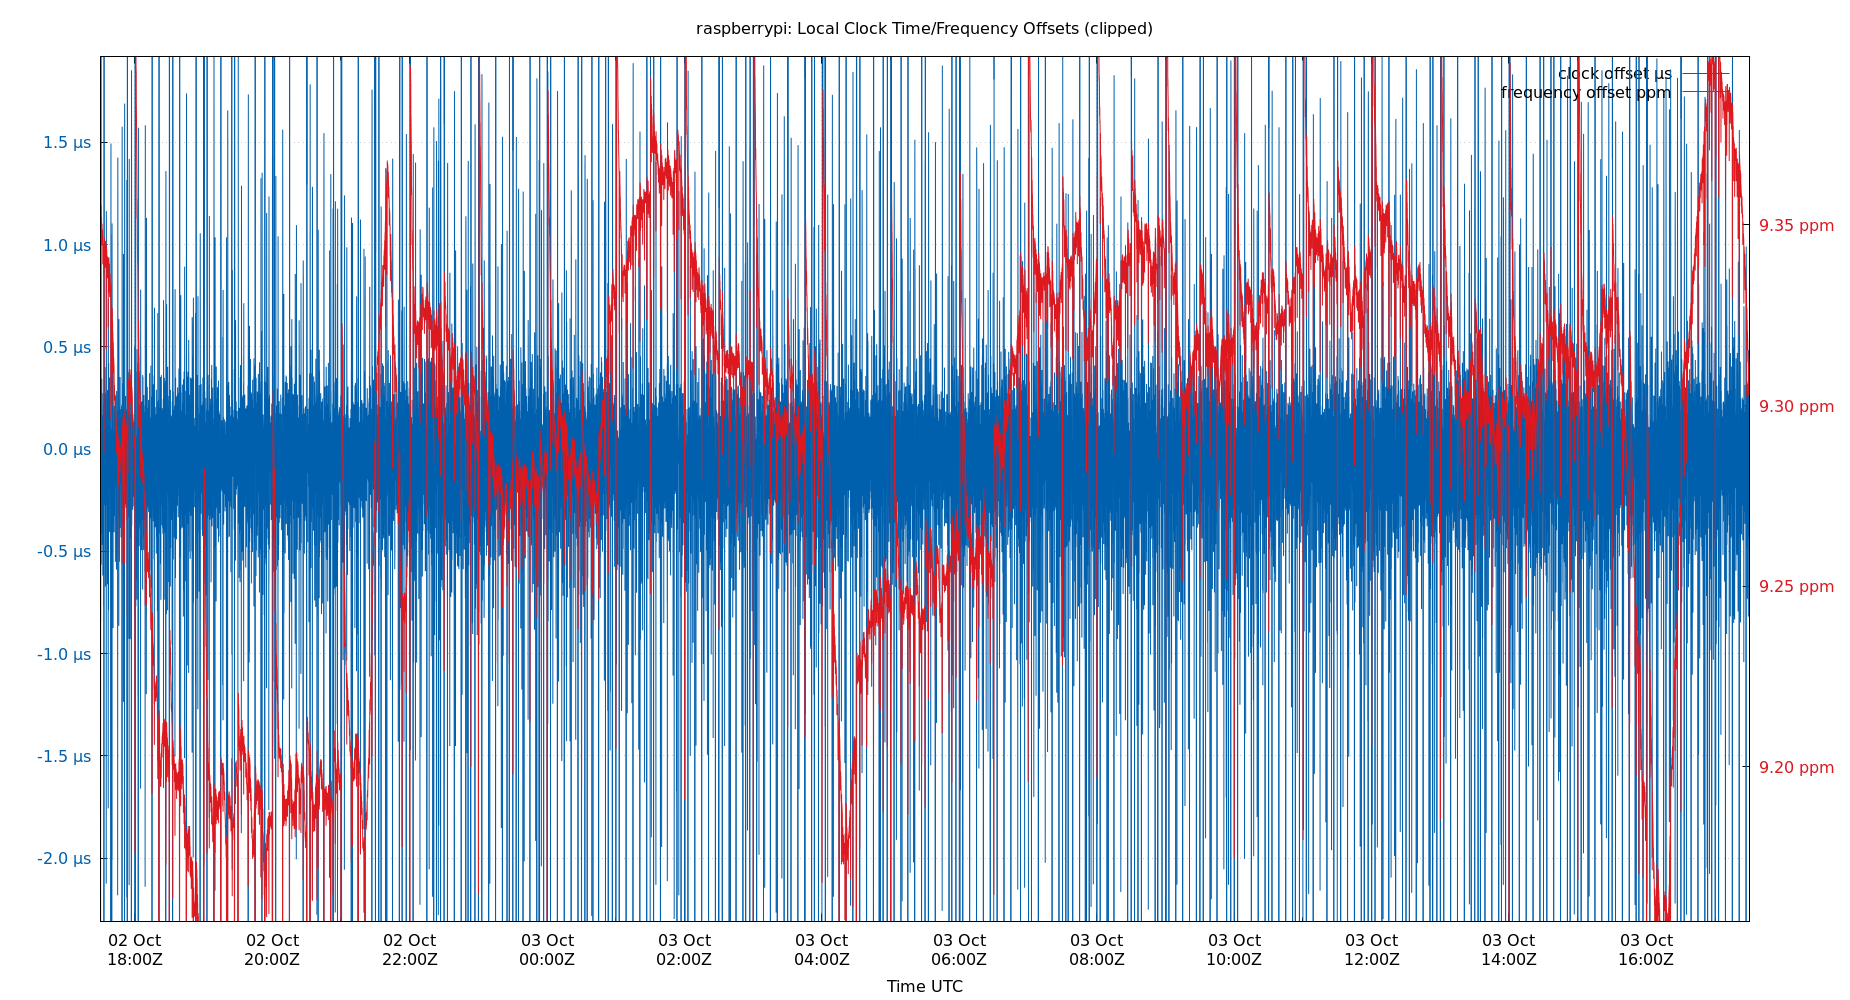 raspberrypi: Local Clock Time/Frequency Offsets (clipped)
clock offset µs
frequency offset ppm
1.5 µs
1.0 µs
0.5 µs
0.0 µs
-0.5 µs
-1.0 µs
-1.5 µs
-2.0 µs
9.35 ppm
9.30 ppm
9.25 ppm
9.20 ppm
02 Oct 02 Oct 02 Oct 03 Oct 03 Oct 03 Oct 03 Oct 03 Oct 03 Oct 03 Oct 03 Oct 03 Oct
18:00Z 20:00Z 22:00Z 00:00Z 02:00Z 04:00Z 06:00Z 08:00Z 10:00Z 12:00Z 14:00Z 16:00Z
Time UTC